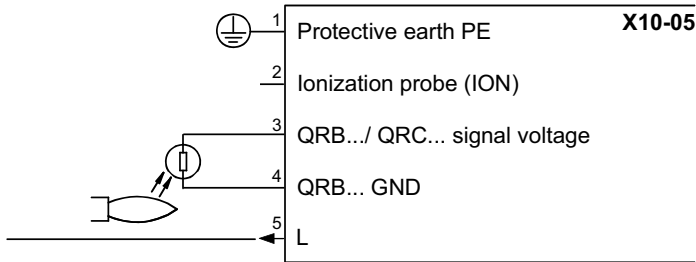 X10-05
1 Protective earth PE
2 Ionization probe (ION)
3 QRB.../ QRC... signal voltage
4 QRB... GND
5 L